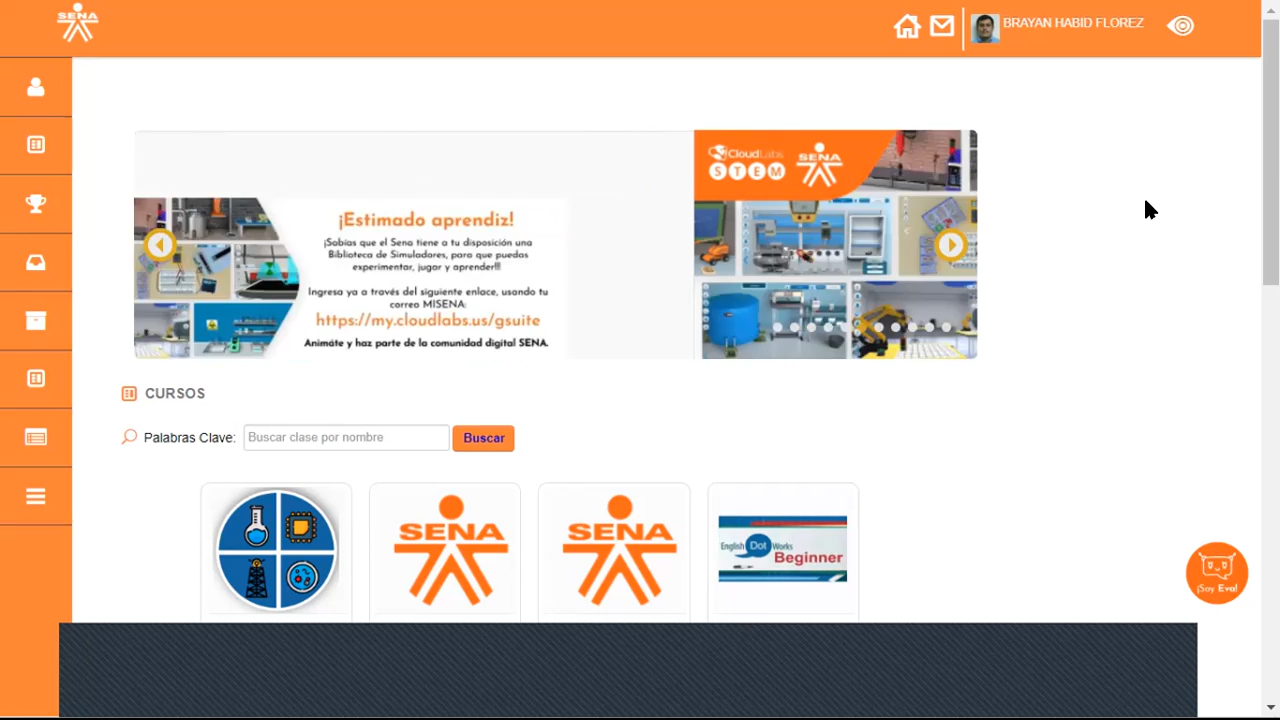 SENA
BRAYAN HABID FLOREZ
CloudLabs
STEM
SENA
¡Estimado aprendiz!
¡Sabías que el Sena tiene a tu disposición una
Biblioteca de Simuladores, para que puedas
experimentar, jugar y aprender!!!
Ingresa ya a través del siguiente enlace, usando tu
correo MISENA:
https://my.cloudlabs.us/gsuite
Animáte y haz parte de la comunidad digital SENA.
CURSOS
Palabras Clave:
Buscar clase por nombre
Buscar
SENA
SENA
English Dot Works
Beginner
¡Soy Eva!